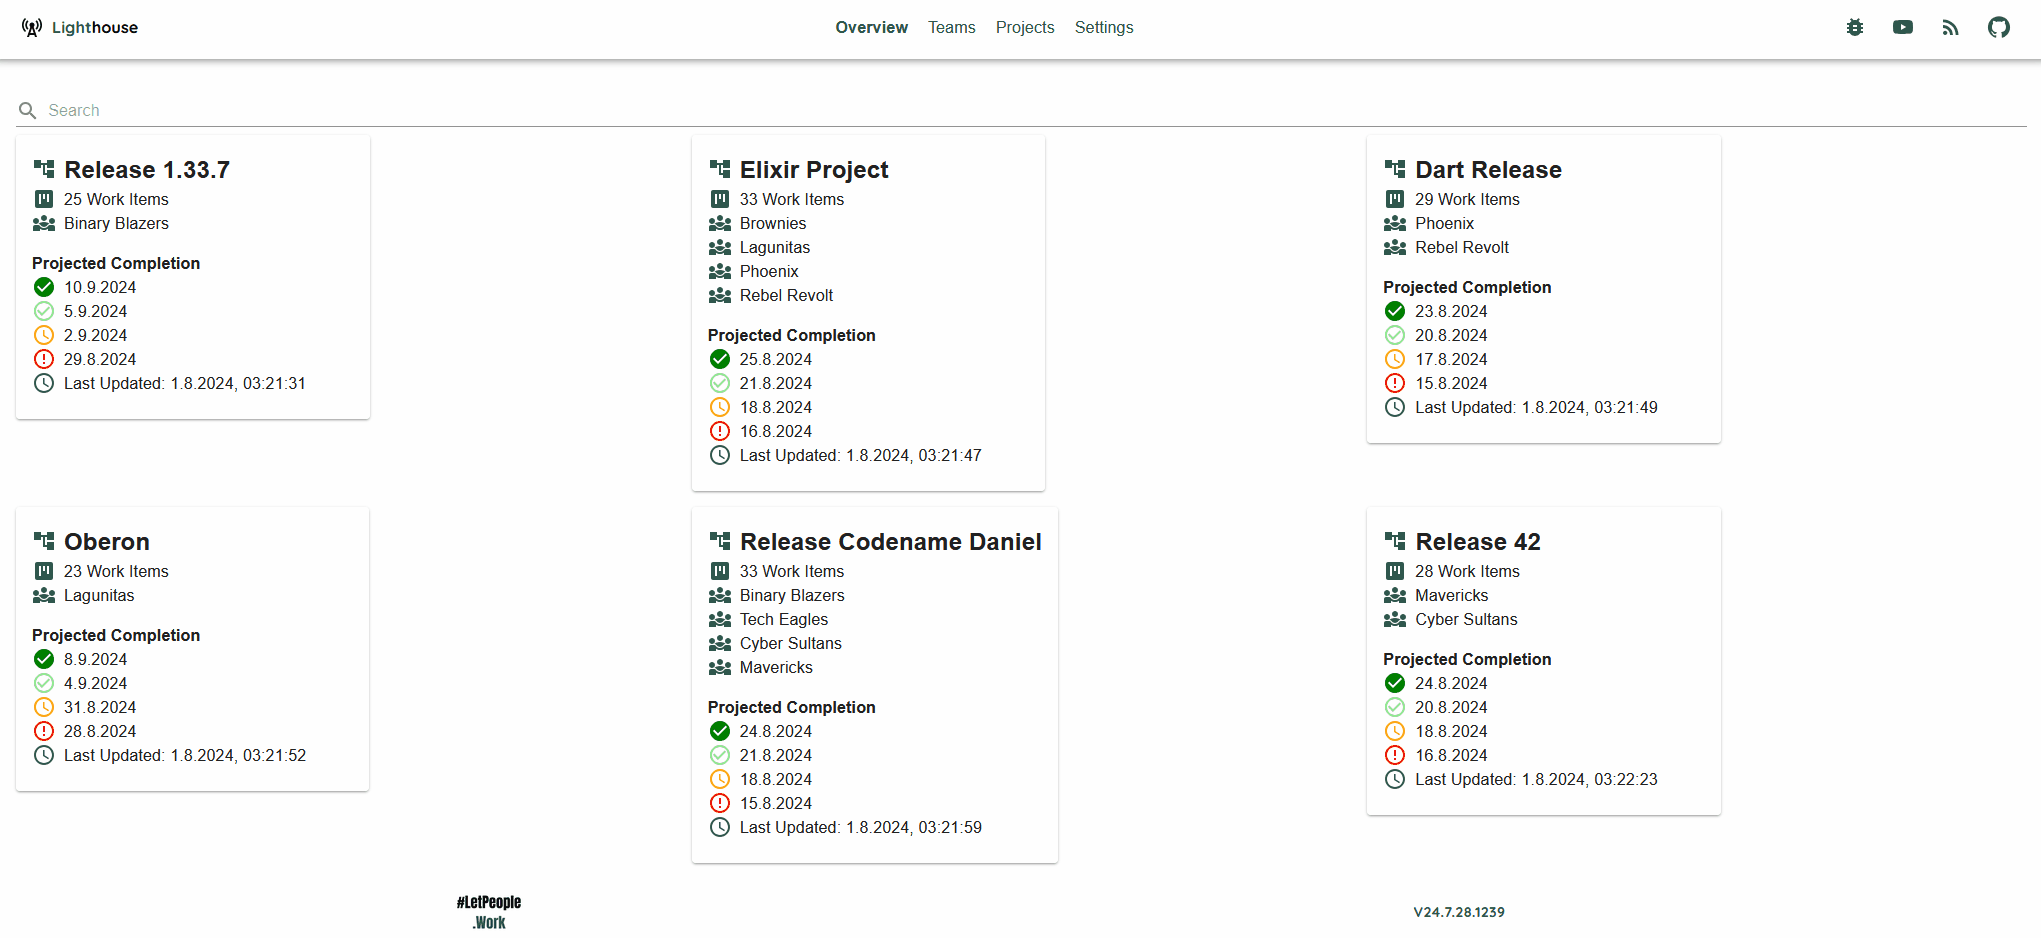 Lighthouse
Overview Teams Projects Settings
Search
Release 1.33.7
25 Work Items
Binary Blazers
Projected Completion
10.9.2024
5.9.2024
2.9.2024
29.8.2024
Last Updated: 1.8.2024, 03:21:31
Elixir Project
33 Work Items
Brownies
Lagunitas
Phoenix
Rebel Revolt
Projected Completion
25.8.2024
21.8.2024
18.8.2024
16.8.2024
Last Updated: 1.8.2024, 03:21:47
Dart Release
29 Work Items
Phoenix
Rebel Revolt
Projected Completion
23.8.2024
20.8.2024
17.8.2024
15.8.2024
Last Updated: 1.8.2024, 03:21:49
Oberon
23 Work Items
Lagunitas
Projected Completion
8.9.2024
4.9.2024
31.8.2024
28.8.2024
Last Updated: 1.8.2024, 03:21:52
Release Codename Daniel
33 Work Items
Binary Blazers
Tech Eagles
Cyber Sultans
Mavericks
Projected Completion
24.8.2024
21.8.2024
18.8.2024
15.8.2024
Last Updated: 1.8.2024, 03:21:59
Release 42
28 Work Items
Mavericks
Cyber Sultans
Projected Completion
24.8.2024
20.8.2024
18.8.2024
16.8.2024
Last Updated: 1.8.2024, 03:22:23
#LetPeople
.Work
V24.7.28.1239